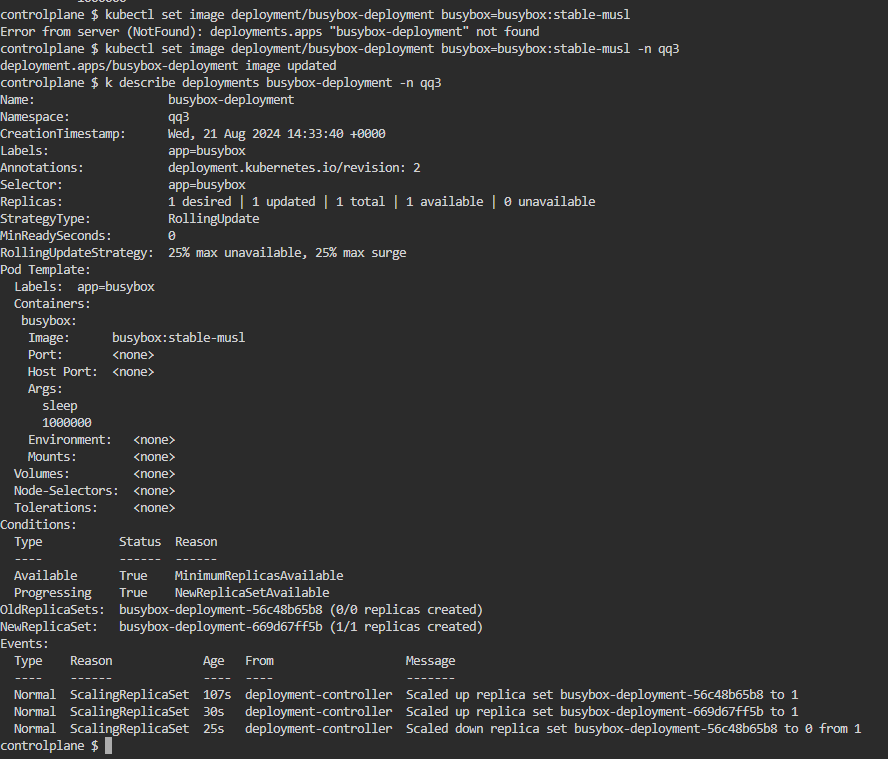 controlplane $ kubectl set image deployment/busybox-deployment busybox=busybox:stable-musl
Error from server (NotFound): deployments.apps "busybox-deployment" not found
controlplane $ kubectl set image deployment/busybox-deployment busybox=busybox:stable-musl -n qq3
deployment.apps/busybox-deployment image updated
controlplane $ k describe deployments busybox-deployment -n qq3
Name:                   busybox-deployment
Namespace:              qq3
CreationTimestamp:      Wed, 21 Aug 2024 14:33:40 +0000
Labels:                 app=busybox
Annotations:            deployment.kubernetes.io/revision: 2
Selector:               app=busybox
Replicas:               1 desired | 1 updated | 1 total | 1 available | 0 unavailable
StrategyType:           RollingUpdate
MinReadySeconds:        0
RollingUpdateStrategy:  25% max unavailable, 25% max surge
Pod Template:
  Labels:  app=busybox
  Containers:
   busybox:
    Image:      busybox:stable-musl
    Port:       <none>
    Host Port:  <none>
    Args:
      sleep
      1000000
    Environment:   <none>
    Mounts:        <none>
  Volumes:         <none>
  Node-Selectors:  <none>
  Tolerations:     <none>
Conditions:
  Type           Status  Reason
  ----           ------  ------
  Available      True    MinimumReplicasAvailable
  Progressing    True    NewReplicaSetAvailable
OldReplicaSets:  busybox-deployment-56c48b65b8 (0/0 replicas created)
NewReplicaSet:   busybox-deployment-669d67ff5b (1/1 replicas created)
Events:
  Type    Reason             Age   From                   Message
  ----    ------             ----  ----                   -------
  Normal  ScalingReplicaSet  107s  deployment-controller  Scaled up replica set busybox-deployment-56c48b65b8 to 1
  Normal  ScalingReplicaSet  30s   deployment-controller  Scaled up replica set busybox-deployment-669d67ff5b to 1
  Normal  ScalingReplicaSet  25s   deployment-controller  Scaled down replica set busybox-deployment-56c48b65b8 to 0 from 1
controlplane $